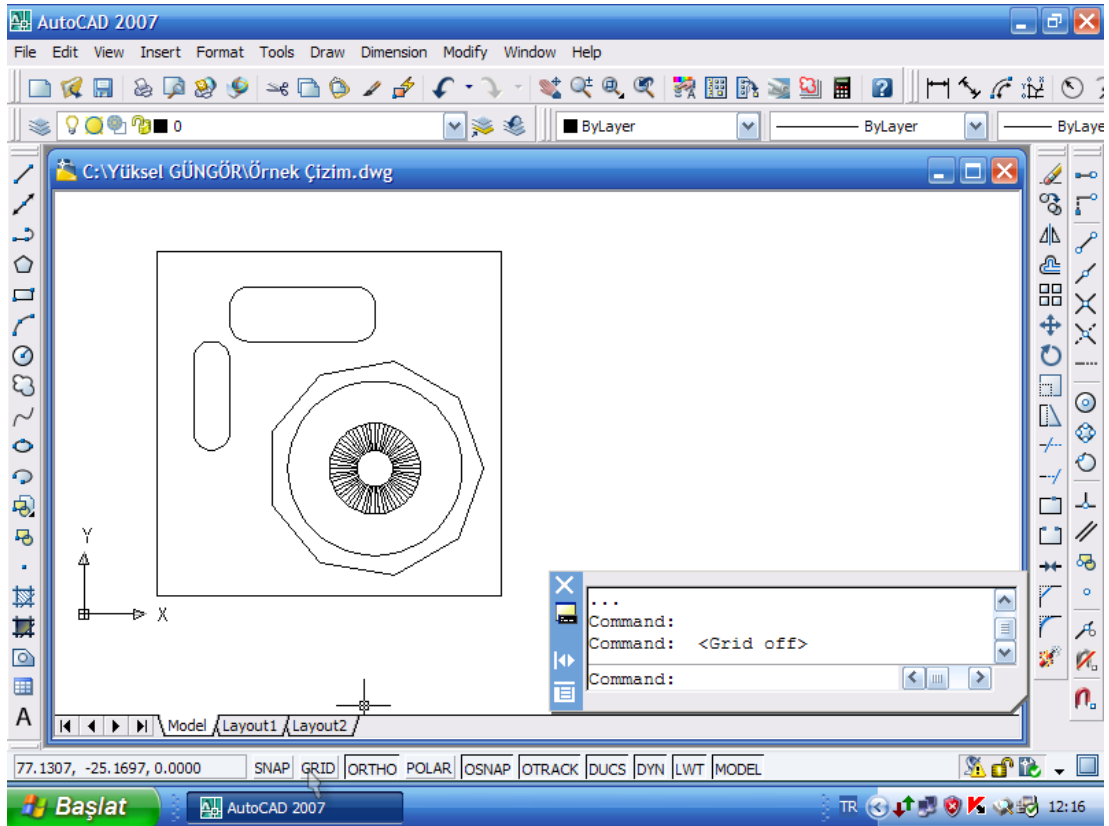 AutoCAD 2007
File Edit View Insert Format Tools Draw Dimension Modify Window Help
0 ByLayer ByLayer
C:\Yüksel GÜNGÖR\Örnek Çizim.dwg
Y
X
...
Command:
Command: <Grid off>
Command:
A
Model Layout1 Layout2
77.1307, -25.1697, 0.0000 SNAP GRID ORTHO POLAR OSNAP OTRACK DUCS DYN LWT MODEL
Başlat AutoCAD 2007 TR 12:16